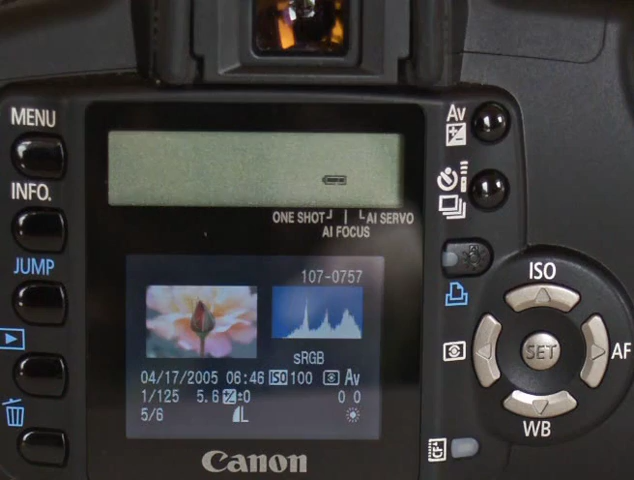 MENU
INFO.
JUMP
ONE SHOT AI SERVO
AI FOCUS
107-0757
sRGB
04/17/2005 06:46 ISO 100 Av
1/125 5.6 ±0 0 0
5/6 L
Canon
Av
ISO
SET
AF
WB
CF